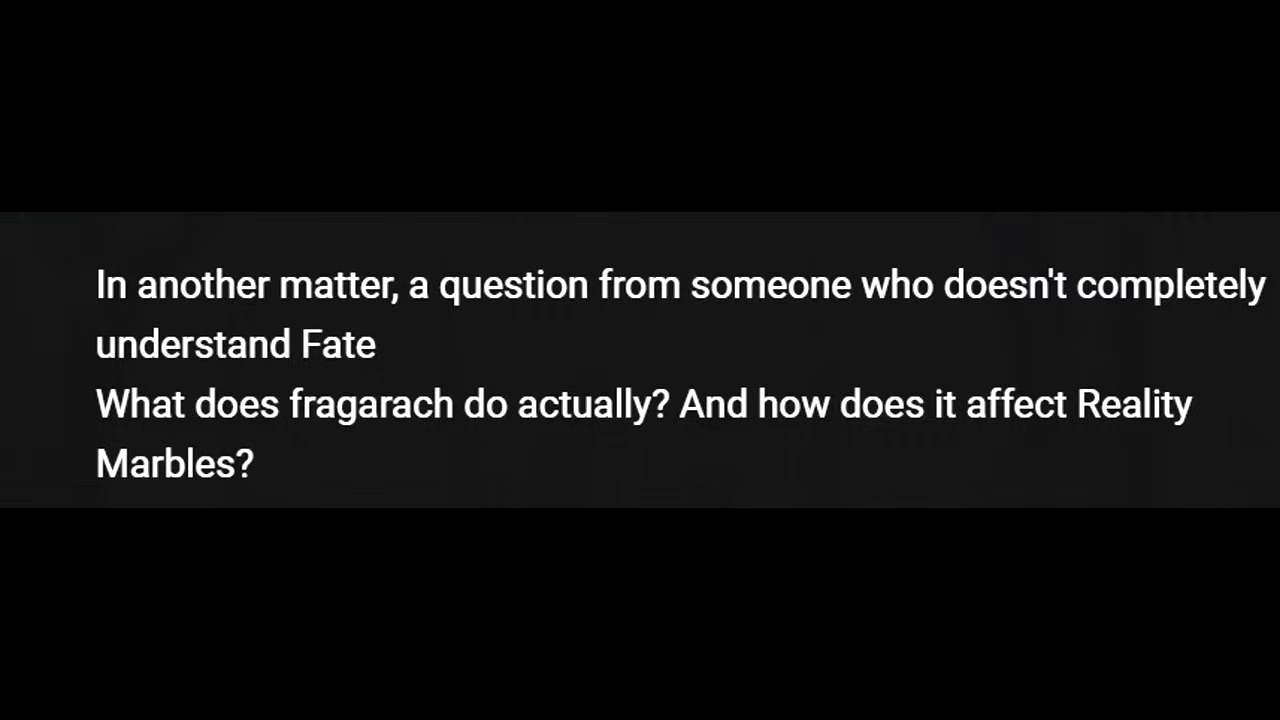 In another matter, a question from someone who doesn't completely
understand Fate
What does fragarach do actually? And how does it affect Reality
Marbles?